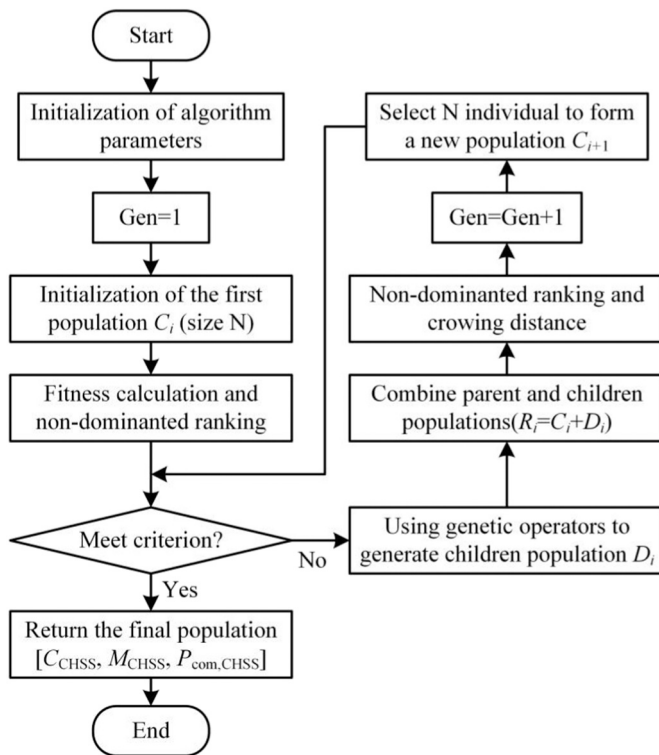 Start
Initialization of algorithm
parameters
Gen=1
Initialization of the first
population Cᵢ (size N)
Fitness calculation and
non-dominanted ranking
Meet criterion?
No
Yes
Return the final population
[C_CHSS, M_CHSS, P_com,CHSS]
End
Using genetic operators to
generate children population Dᵢ
Combine parent and children
populations(Rᵢ=Cᵢ+Dᵢ)
Non-dominanted ranking and
crowing distance
Gen=Gen+1
Select N individual to form
a new population Cᵢ₊₁